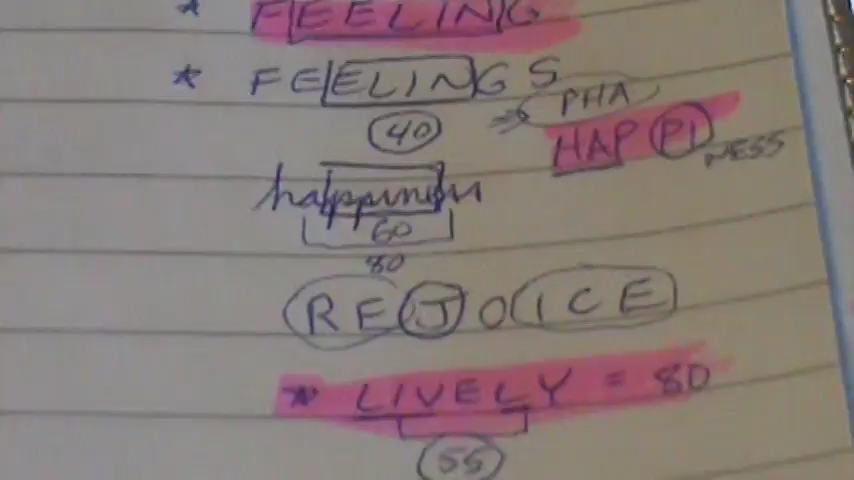 * FEELING
* FEELINGS
40
PHA
HAPPI NESS
happiness
60
80
REJOICE
* LIVELY = 80
55